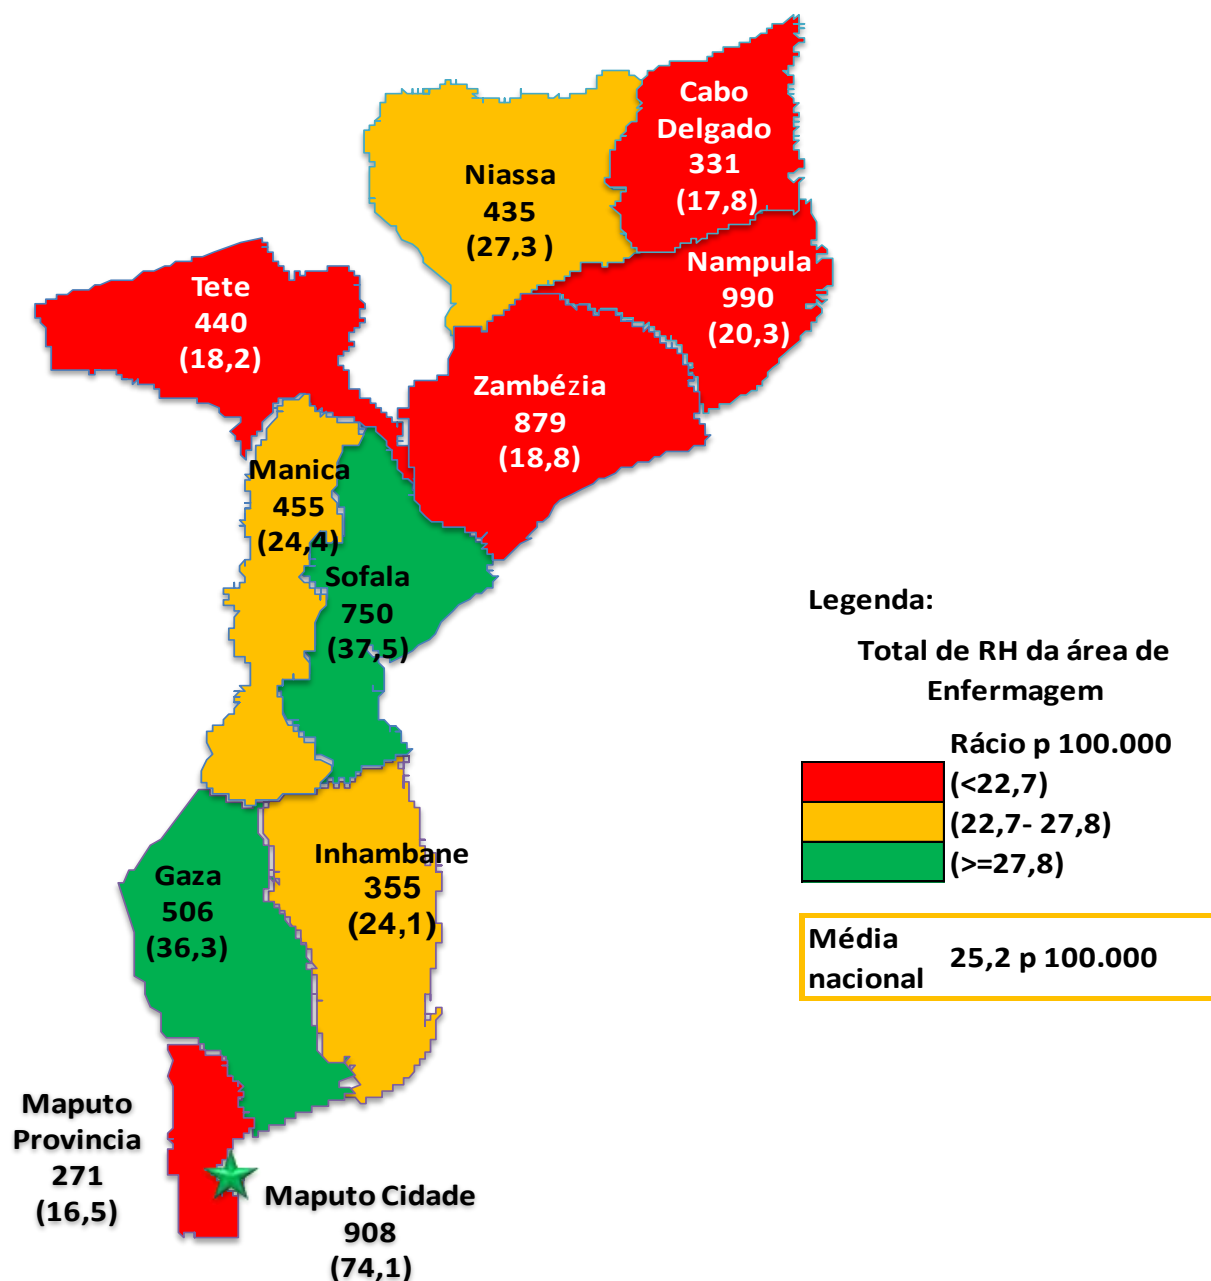 Cabo
Delgado
331
(17,8)
Niassa
435
(27,3 )
Nampula
990
(20,3)
Tete
440
(18,2)
Zambézia
879
(18,8)
Manica
455
(24,4)
Sofala
750
(37,5)
Legenda:
Total de RH da área de
Enfermagem
Rácio p 100.000
(<22,7)
(22,7- 27,8)
(>=27,8)
Média
nacional
25,2 p 100.000
Inhambane
355
(24,1)
Gaza
506
(36,3)
Maputo
Provincia
271
(16,5)
Maputo Cidade
908
(74,1)